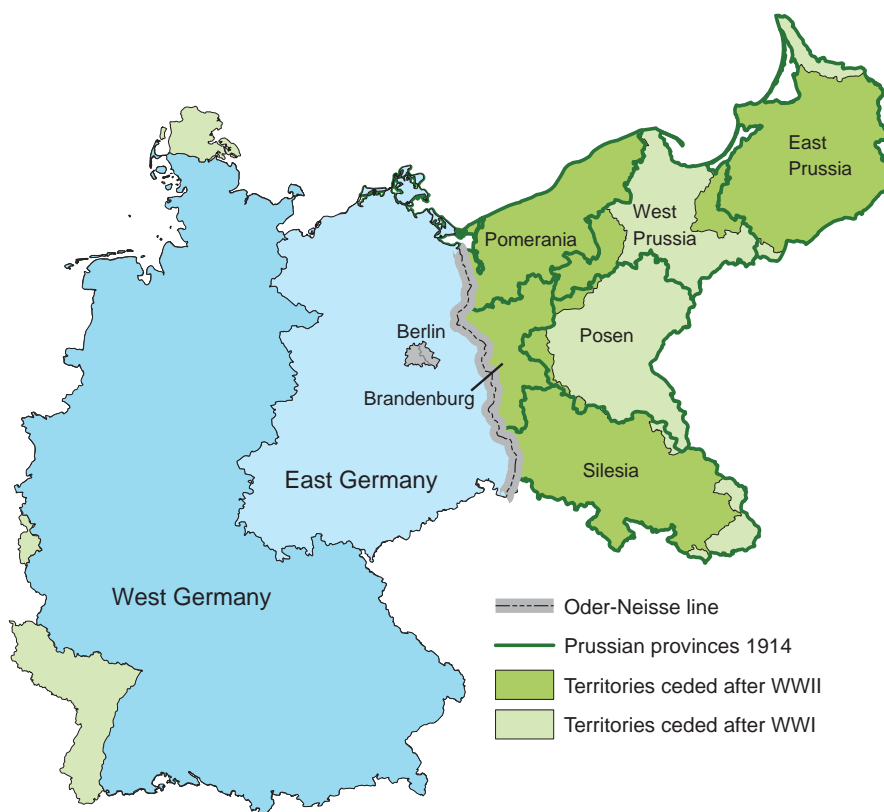 East
Prussia
West
Prussia
Pomerania
Berlin
Posen
Brandenburg
Silesia
East Germany
West Germany
Oder-Neisse line
Prussian provinces 1914
Territories ceded after WWII
Territories ceded after WWI